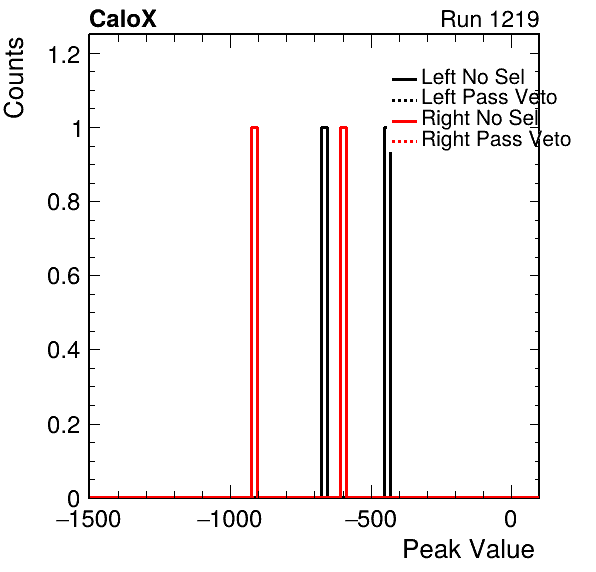 CaloX Run 1219
Counts
1.2
1
0.8
0.6
0.4
0.2
0
Left No Sel
Left Pass Veto
Right No Sel
Right Pass Veto
−1500 −1000 −500 0
Peak Value